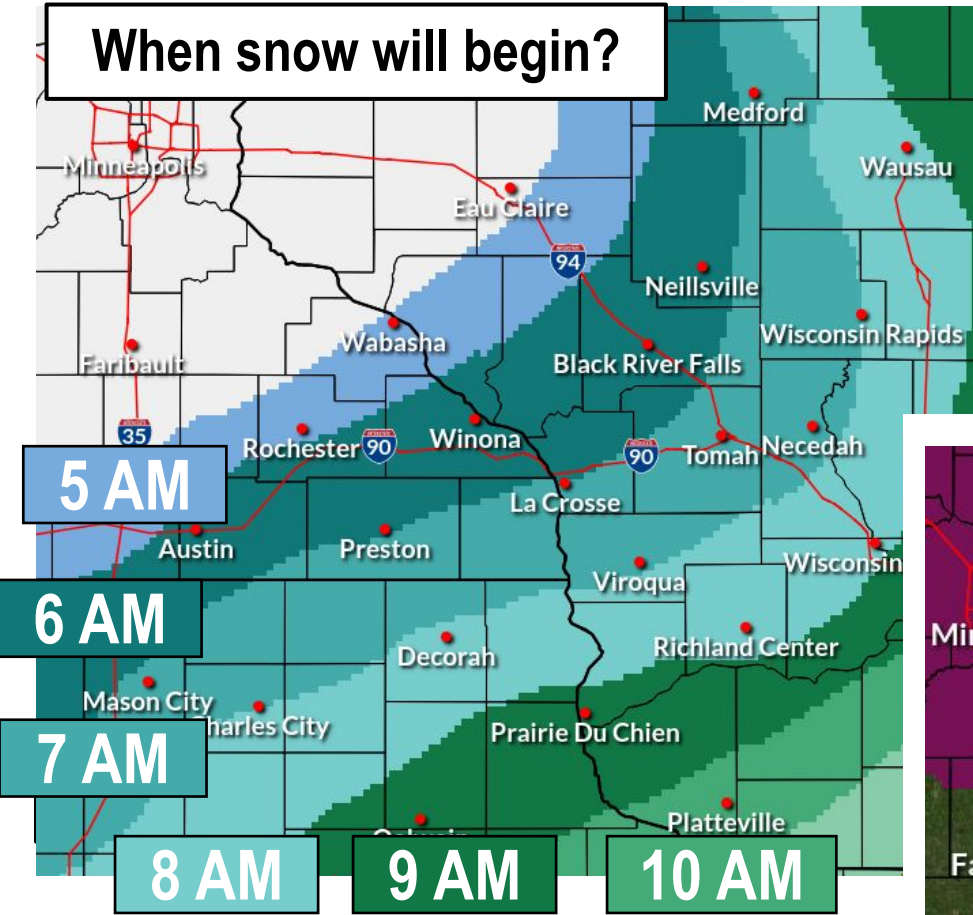 When snow will begin?
Medford
Minneapolis
Wausau
Eau Claire
94
Neillsville
Wabasha
Wisconsin Rapids
Faribault
Black River Falls
35
Rochester
90
Winona
90
Tomah
Necedah
5 AM
La Crosse
Austin
Preston
Wisconsin
Viroqua
6 AM
Decorah
Richland Center
Min
Mason City
Charles City
Prairie Du Chien
7 AM
Platteville
8 AM
9 AM
10 AM
Fa